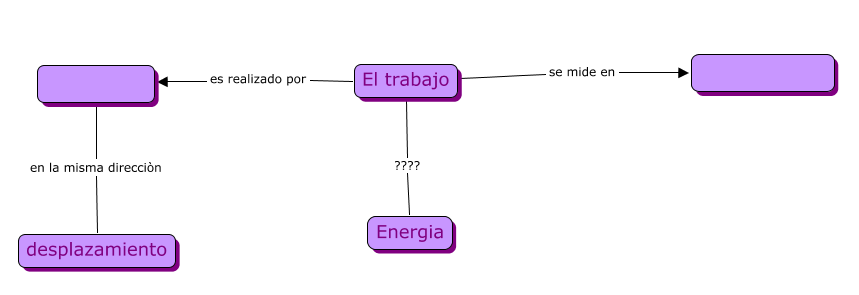 El trabajo
es realizado por
se mide en
en la misma direcciòn
????
desplazamiento
Energia